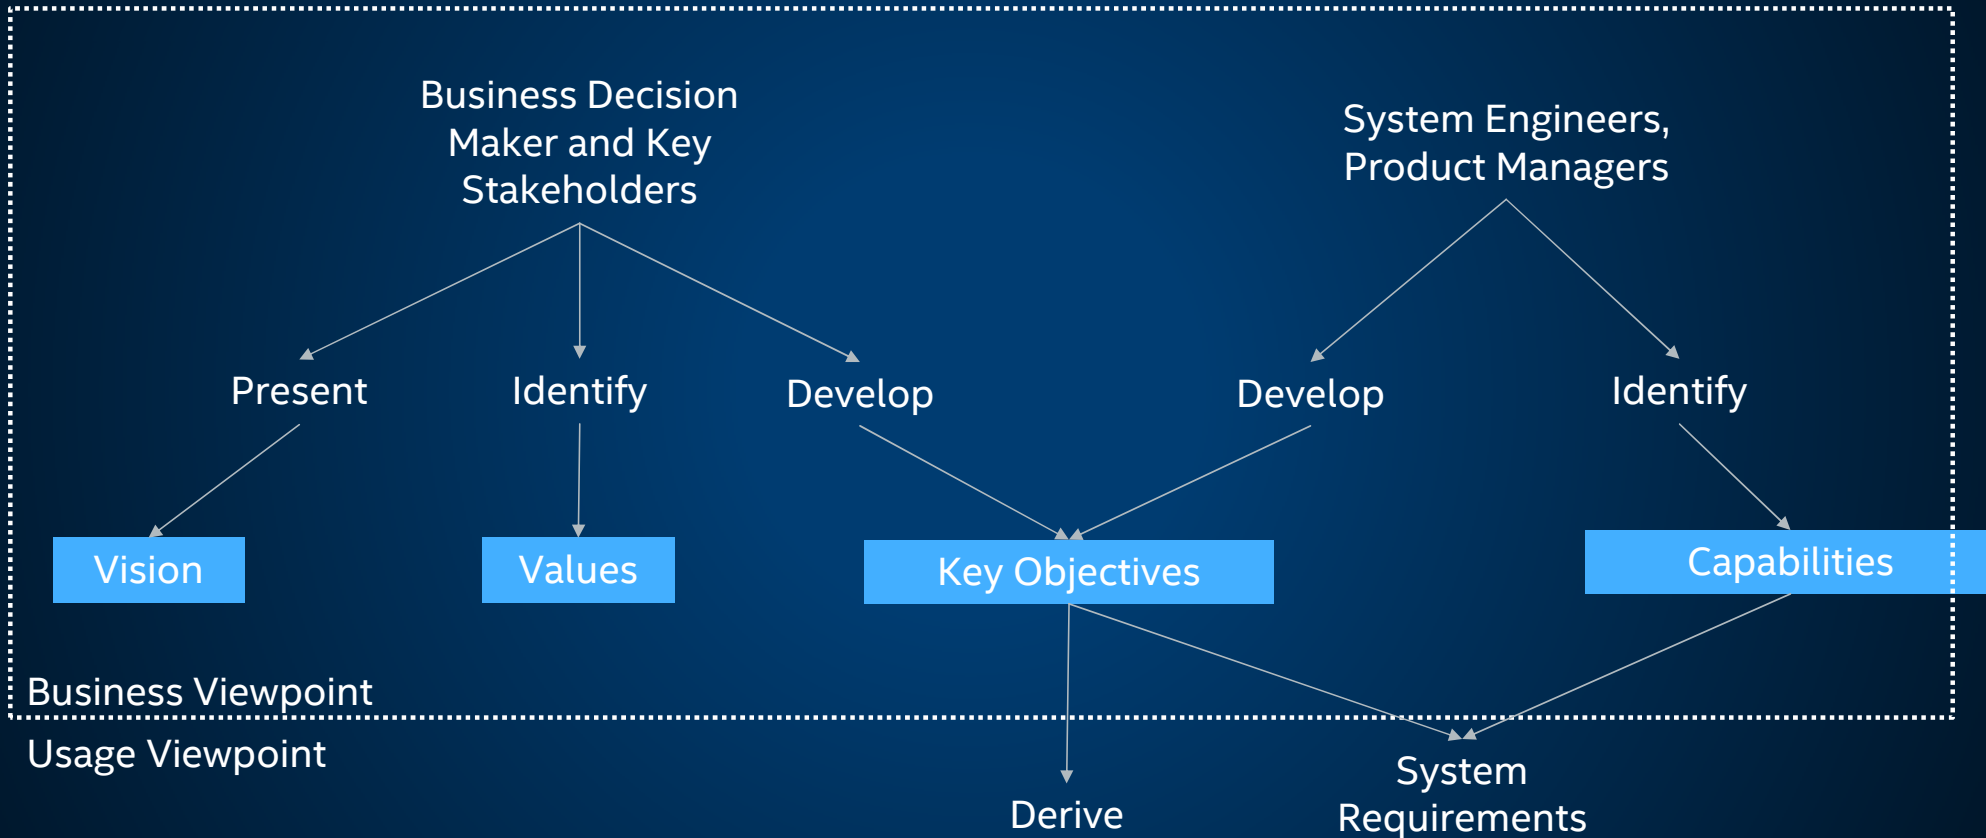 Business Decision
Maker and Key
Stakeholders
System Engineers,
Product Managers
Present
Identify
Develop
Develop
Identify
Vision
Values
Key Objectives
Capabilities
Business Viewpoint
Usage Viewpoint
Derive
System
Requirements